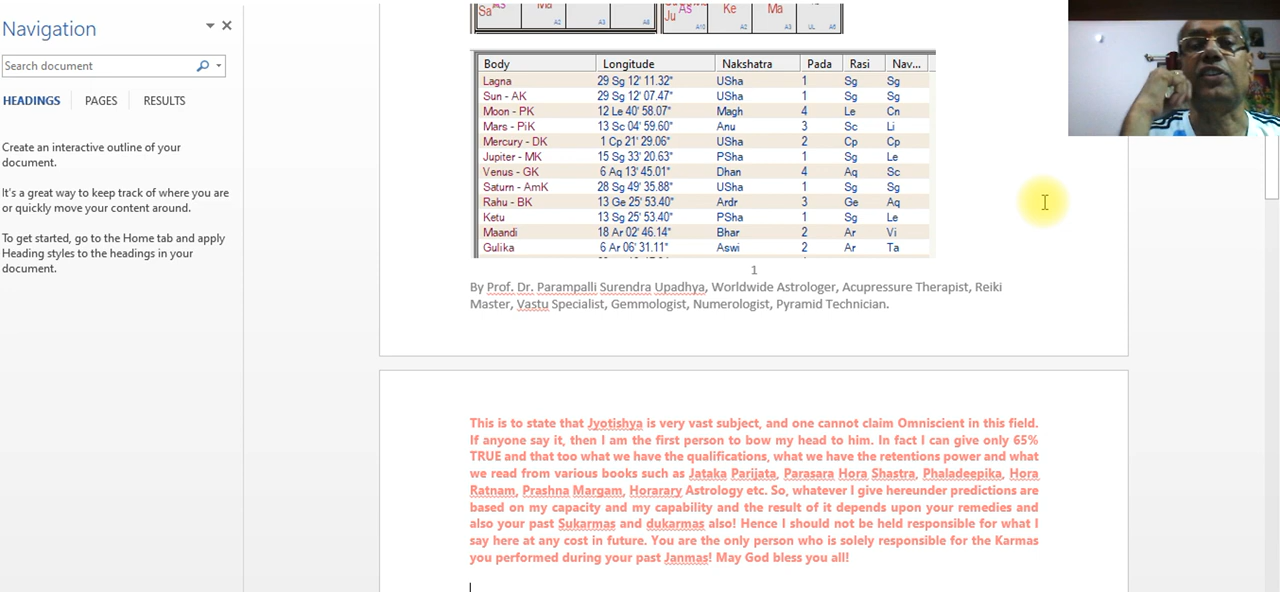 Navigation
Search document
HEADINGS PAGES RESULTS
Create an interactive outline of your
document.
It's a great way to keep track of where you are
or quickly move your content around.
To get started, go to the Home tab and apply
Heading styles to the headings in your
document.
Sa As Ma A2 A3 A8
Ju As A10 Ke A2 Ma A3 UL A6
Body Longitude Nakshatra Pada Rasi Nav...
Lagna 29 Sg 12' 11.32" USha 1 Sg Sg
Sun - AK 29 Sg 12' 07.47" USha 1 Sg Sg
Moon - PK 12 Le 40' 58.07" Magh 4 Le Cn
Mars - PiK 13 Sc 04' 59.60" Anu 3 Sc Li
Mercury - DK 1 Cp 21' 29.06" USha 2 Cp Cp
Jupiter - MK 15 Sg 33' 20.63" PSha 1 Sg Le
Venus - GK 6 Aq 13' 45.01" Dhan 4 Aq Sc
Saturn - AmK 28 Sg 49' 35.88" USha 1 Sg Sg
Rahu - BK 13 Ge 25' 53.40" Ardr 3 Ge Aq
Ketu 13 Sg 25' 53.40" PSha 1 Sg Le
Maandi 18 Ar 02' 46.14" Bhar 2 Ar Vi
Gulika 6 Ar 06' 31.11" Aswi 2 Ar Ta
1
By Prof. Dr. Parampalli Surendra Upadhya, Worldwide Astrologer, Acupressure Therapist, Reiki
Master, Vastu Specialist, Gemmologist, Numerologist, Pyramid Technician.
This is to state that Jyotishya is very vast subject, and one cannot claim Omniscient in this field.
If anyone say it, then I am the first person to bow my head to him. In fact I can give only 65%
TRUE and that too what we have the qualifications, what we have the retentions power and what
we read from various books such as Jataka Parijata, Parasara Hora Shastra, Phaladeepika, Hora
Ratnam, Prashna Margam, Horarary Astrology etc. So, whatever I give hereunder predictions are
based on my capacity and my capability and the result of it depends upon your remedies and
also your past Sukarmas and dukarmas also! Hence I should not be held responsible for what I
say here at any cost in future. You are the only person who is solely responsible for the Karmas
you performed during your past Janmas! May God bless you all!